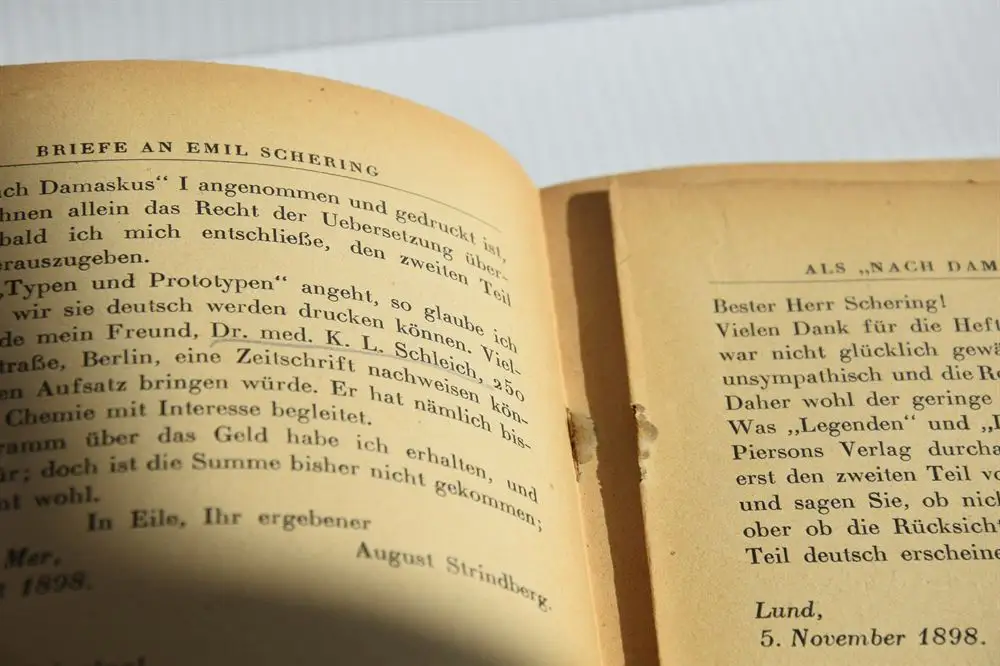 BRIEFE AN EMIL SCHERING
ch Damaskus“ I angenommen und gedruckt ist,
hnen allein das Recht der Uebersetzung über-
bald ich mich entschließe, den zweiten Teil
erauszugeben.
„Typen und Prototypen“ angeht, so glaube ich
wir sie deutsch werden drucken können. Viel-
de mein Freund, Dr. med. K. L. Schleich, 250
straße, Berlin, eine Zeitschrift nachweisen kön-
en Aufsatz bringen würde. Er hat nämlich bis-
Chemie mit Interesse begleitet.
ramm über das Geld habe ich erhalten, und
ür; doch ist die Summe bisher nicht gekommen;
nt wohl.
In Eile, Ihr ergebener
August Strindberg.
Mer,
1898.
ALS „NACH DAM
Bester Herr Schering!
Vielen Dank für die Heft
war nicht glücklich gewä
unsympathisch und die Re
Daher wohl der geringe
Was „Legenden“ und „I
Piersons Verlag durcha
erst den zweiten Teil vo
und sagen Sie, ob nich
ober ob die Rücksicht
Teil deutsch erscheine
Lund,
5. November 1898.